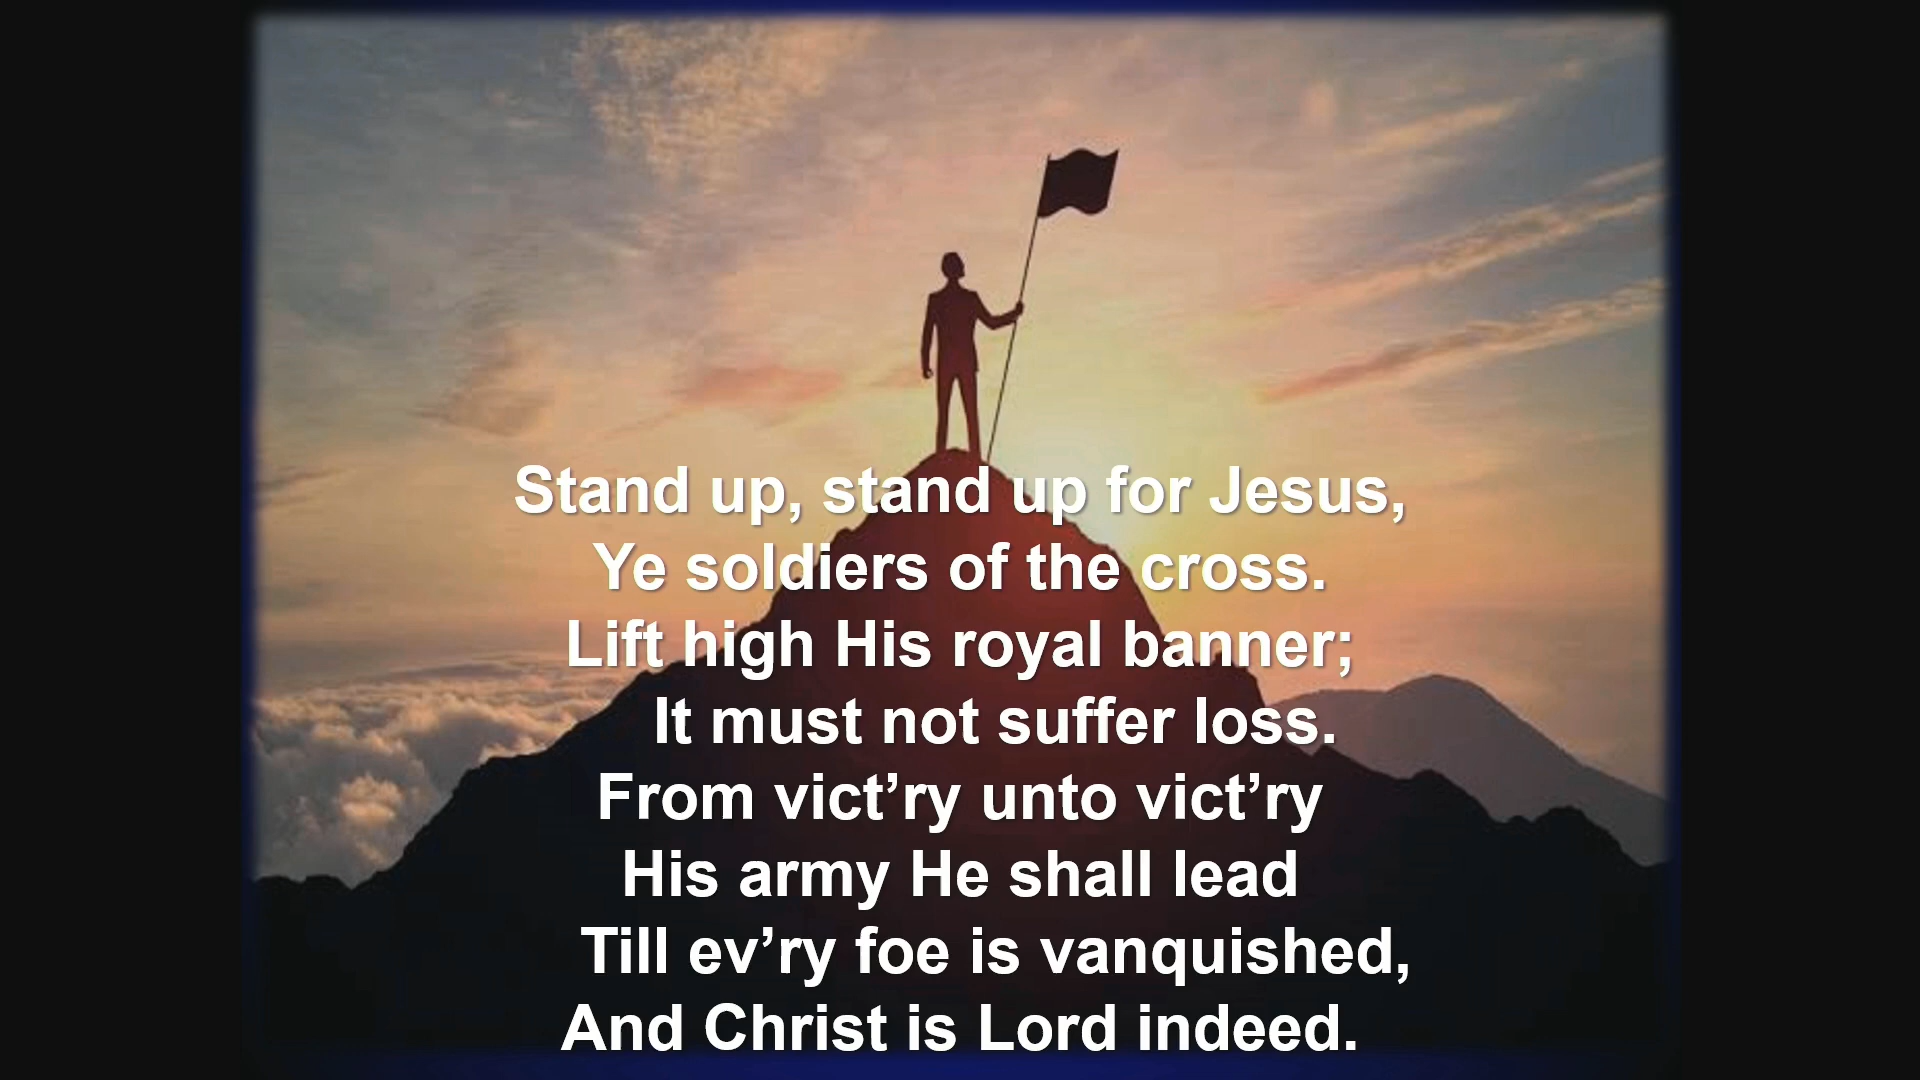 Stand up, stand up for Jesus,
Ye soldiers of the cross.
Lift high His royal banner;
It must not suffer loss.
From vict’ry unto vict’ry
His army He shall lead
Till ev’ry foe is vanquished,
And Christ is Lord indeed.